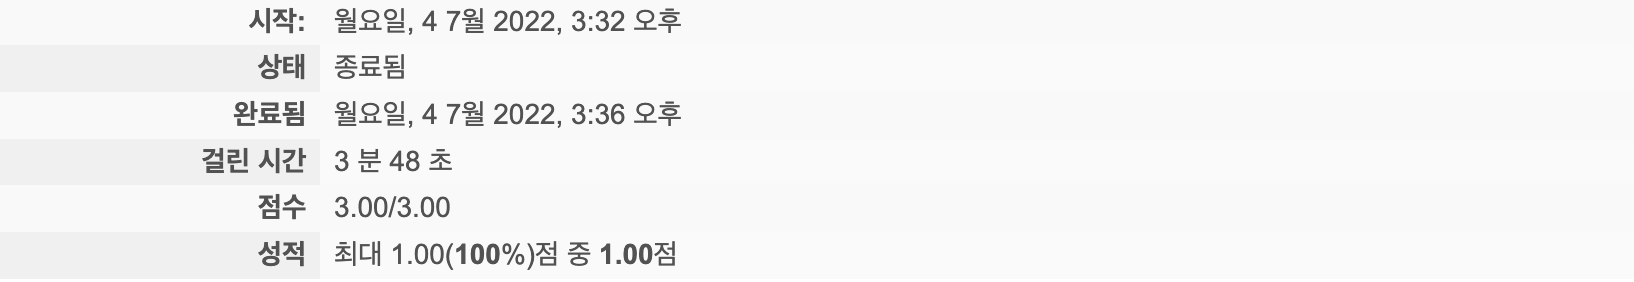 시작: 월요일, 4 7월 2022, 3:32 오후
상태 종료됨
완료됨 월요일, 4 7월 2022, 3:36 오후
걸린 시간 3 분 48 초
점수 3.00/3.00
성적 최대 1.00(100%)점 중 1.00점